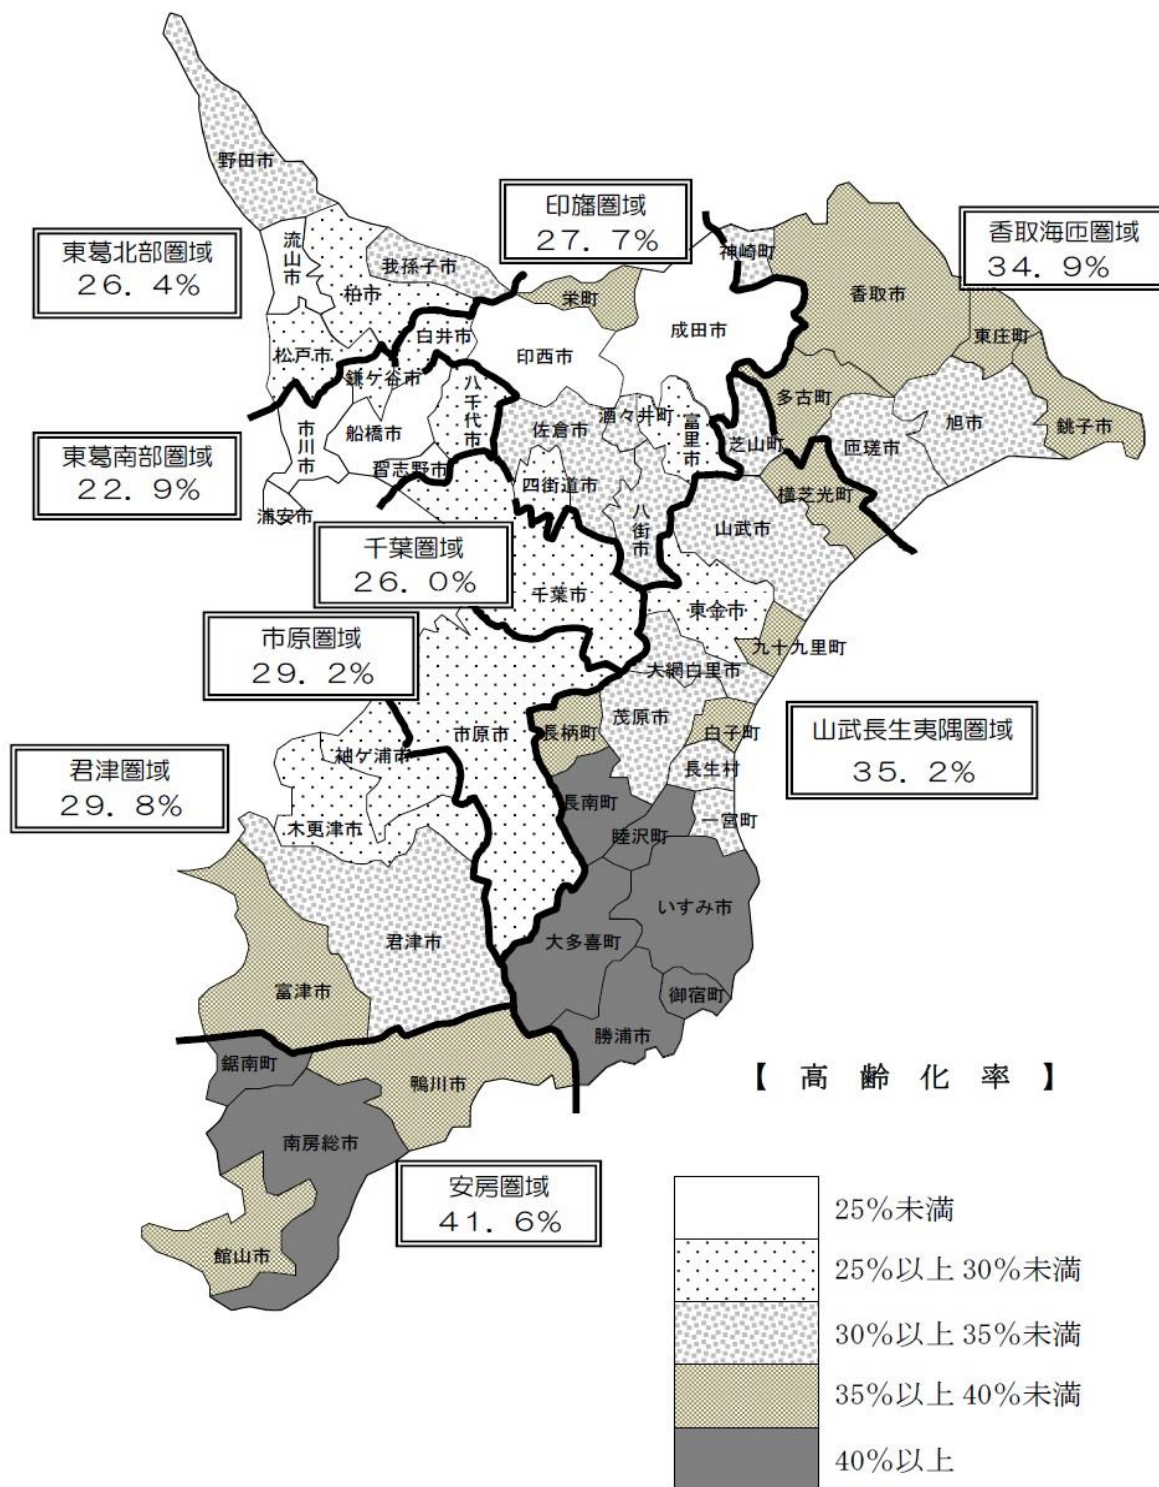 野田市
印旛圏域
27.7%
神崎町
香取海匝圏域
34.9%
東葛北部圏域
26.4%
流山市
我孫子市
柏市
栄町
香取市
成田市
東庄町
白井市
印西市
松戸市
鎌ケ谷市
八千代市
多古町
旭市
銚子市
市川市
船橋市
佐倉市
酒々井町
富里市
芝山町
匝瑳市
東葛南部圏域
22.9%
習志野市
四街道市
横芝光町
浦安市
八街市
山武市
千葉圏域
26.0%
千葉市
東金市
市原圏域
29.2%
九十九里町
大網白里市
茂原市
市原市
長柄町
白子町
山武長生夷隅圏域
35.2%
君津圏域
29.8%
袖ケ浦市
長生村
木更津市
長南町
一宮町
睦沢町
いすみ市
君津市
大多喜町
富津市
御宿町
勝浦市
鋸南町
鴨川市
【高齢化率】
南房総市
安房圏域
41.6%
館山市
25%未満
25%以上30%未満
30%以上35%未満
35%以上40%未満
40%以上